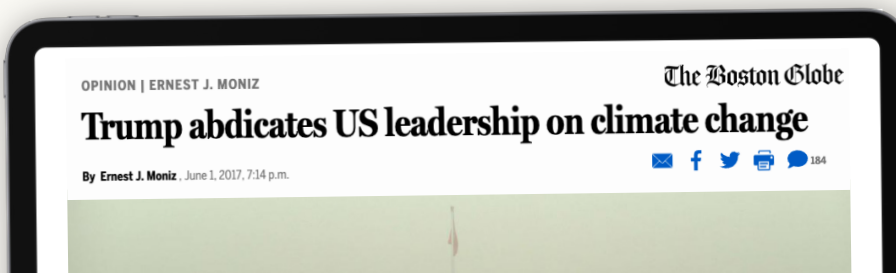 OPINION | ERNEST J. MONIZ
The Boston Globe
Trump abdicates US leadership on climate change
By Ernest J. Moniz , June 1, 2017, 7:14 p.m.
184